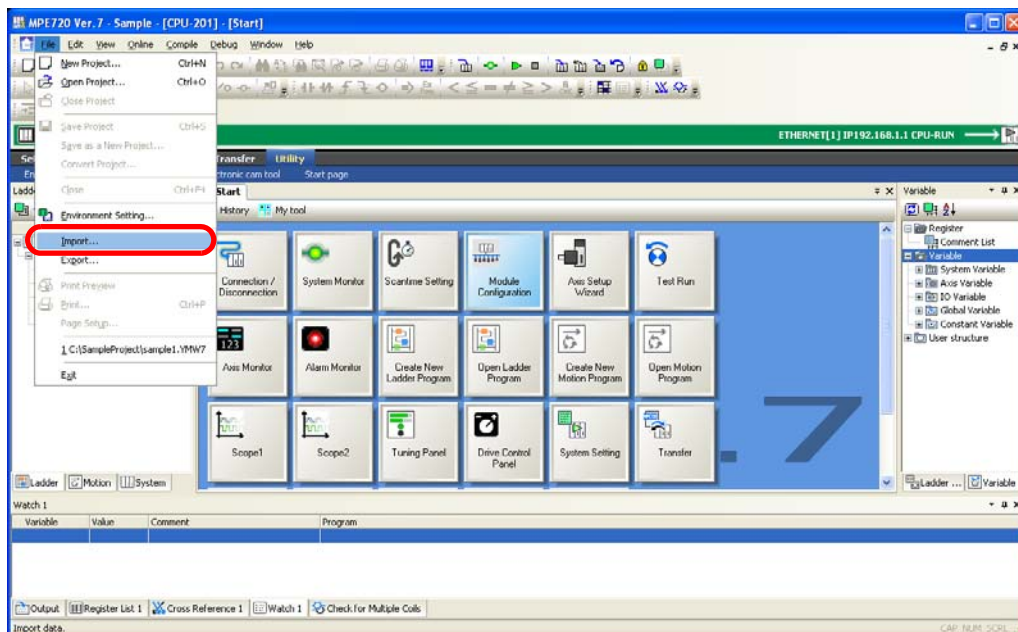 MPE720 Ver. 7 - Sample - [CPU-201] - [Start]
File Edit View Online Compile Debug Window Help
New Project... Ctrl+N
Open Project... Ctrl+O
Close Project
Save Project Ctrl+S
Save as a New Project...
Convert Project...
Close Ctrl+F4
Environment Setting...
Import...
Export...
Print Preview
Print... Ctrl+P
Page Setup...
1 C:\SampleProject\sample1.YMW7
Exit
ETHERNET[1] IP192.168.1.1 CPU-RUN
Transfer Utility
ctronic cam tool Start page
Start
History My tool
Connection /
Disconnection
System Monitor
Scantime Setting
Module
Configuration
Axis Setup
Wizard
Test Run
Axis Monitor
Alarm Monitor
Create New
Ladder Program
Open Ladder
Program
Create New
Motion Program
Open Motion
Program
Scope1
Scope2
Tuning Panel
Drive Control
Panel
System Setting
Transfer
.7
Variable
Register
Comment List
Variable
System Variable
Axis Variable
IO Variable
Global Variable
Constant Variable
User structure
Ladder Motion System
Ladder ... Variable
Watch 1
Variable Value Comment Program
Output Register List 1 Cross Reference 1 Watch 1 Check for Multiple Coils
Import data.
CAP NUM SCRL